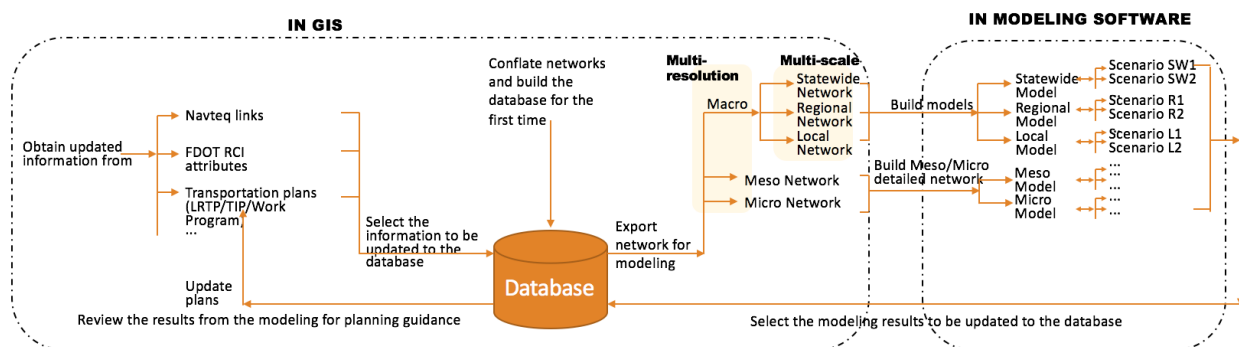 IN GIS
IN MODELING SOFTWARE
Conflate networks
and build the
database for the
first time
Multi-
resolution
Multi-scale
Navteq links
Obtain updated
information from
FDOT RCI
attributes
Transportation plans
(LRTP/TIP/Work
Program)
...
Select the
information to be
updated to the
database
Update
plans
Review the results from the modeling for planning guidance
Database
Export
network for
modeling
Macro
Statewide
Network
Regional
Network
Local
Network
Meso Network
Micro Network
Build models
Build Meso/Micro
detailed network
Statewide
Model
Regional
Model
Local
Model
Meso
Model
Micro
Model
Scenario SW1
Scenario SW2
Scenario R1
Scenario R2
Scenario L1
Scenario L2
...
...
...
...
Select the modeling results to be updated to the database